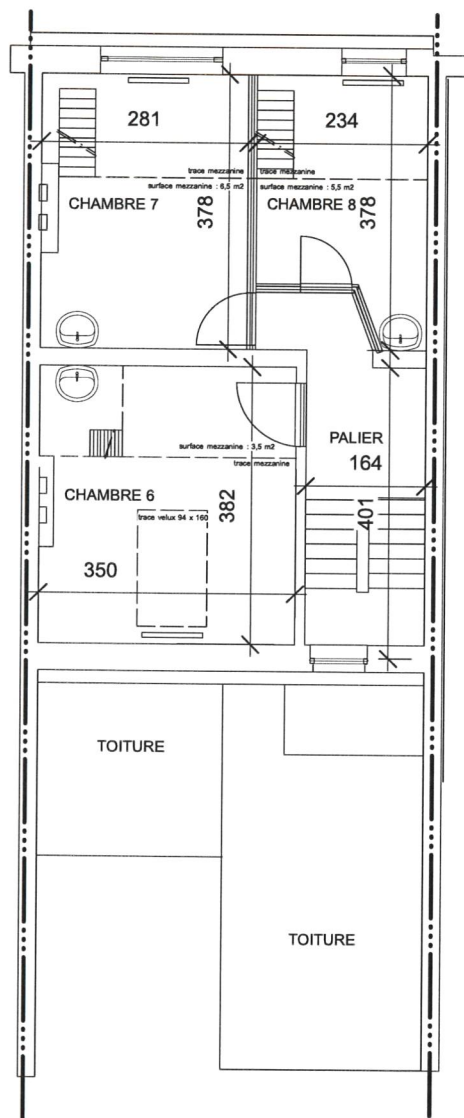 281
234
trace mezzanine
trace mezzanine
surface mezzanine : 6,5 m2
surface mezzanine : 5,5 m2
CHAMBRE 7
378
CHAMBRE 8
378
PALIER
164
401
surface mezzanine : 3,5 m2
trace mezzanine
CHAMBRE 6
382
trace velux 94 x 160
350
TOITURE
TOITURE